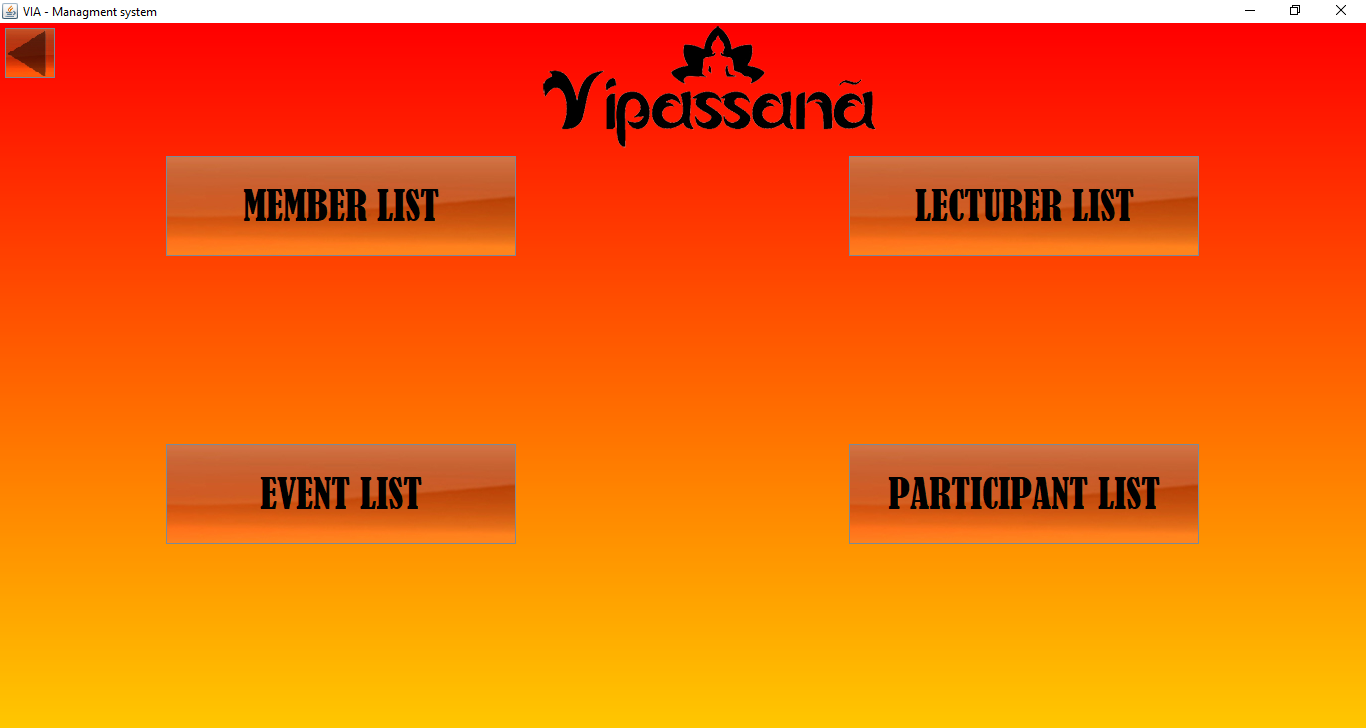 VIA - Managment system
Vipassanã
MEMBER LIST
LECTURER LIST
EVENT LIST
PARTICIPANT LIST